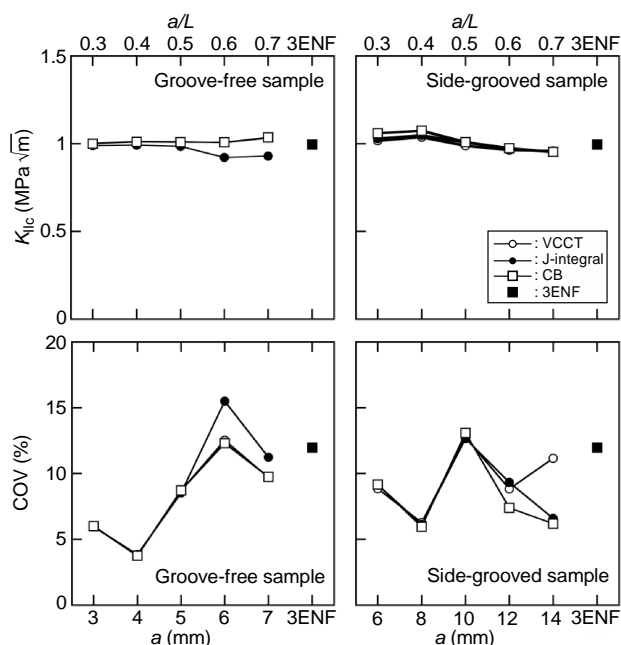 a/L a/L
0.3 0.4 0.5 0.6 0.7 3ENF 0.3 0.4 0.5 0.6 0.7 3ENF
1.5
Groove-free sample Side-grooved sample
1
K_IIc (MPa √m)
0.5
: VCCT
: J-integral
: CB
: 3ENF
0
20
15
COV (%)
10
5
Groove-free sample Side-grooved sample
0
3 4 5 6 7 3ENF 6 8 10 12 14 3ENF
a (mm) a (mm)